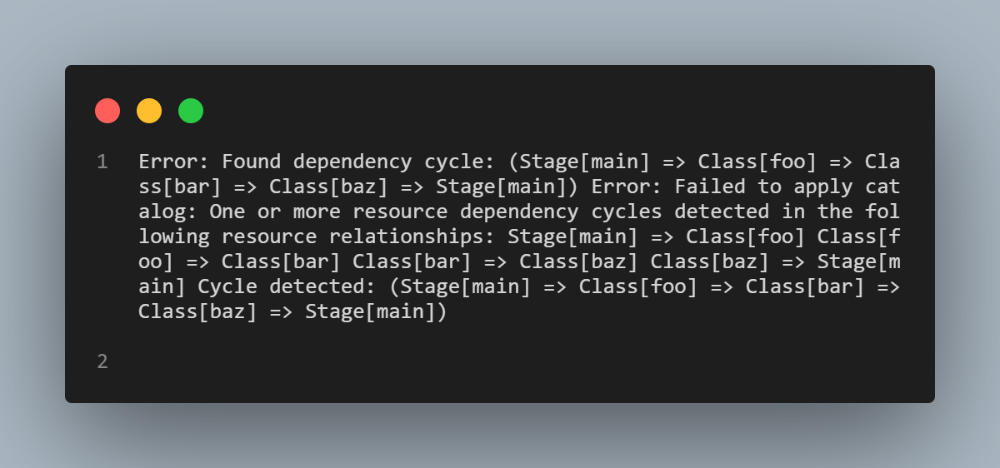 1 Error: Found dependency cycle: (Stage[main] => Class[foo] => Cla
ss[bar] => Class[baz] => Stage[main]) Error: Failed to apply cat
alog: One or more resource dependency cycles detected in the fol
lowing resource relationships: Stage[main] => Class[foo] Class[f
oo] => Class[bar] Class[bar] => Class[baz] Class[baz] => Stage[m
ain] Cycle detected: (Stage[main] => Class[foo] => Class[bar] =>
Class[baz] => Stage[main])
2